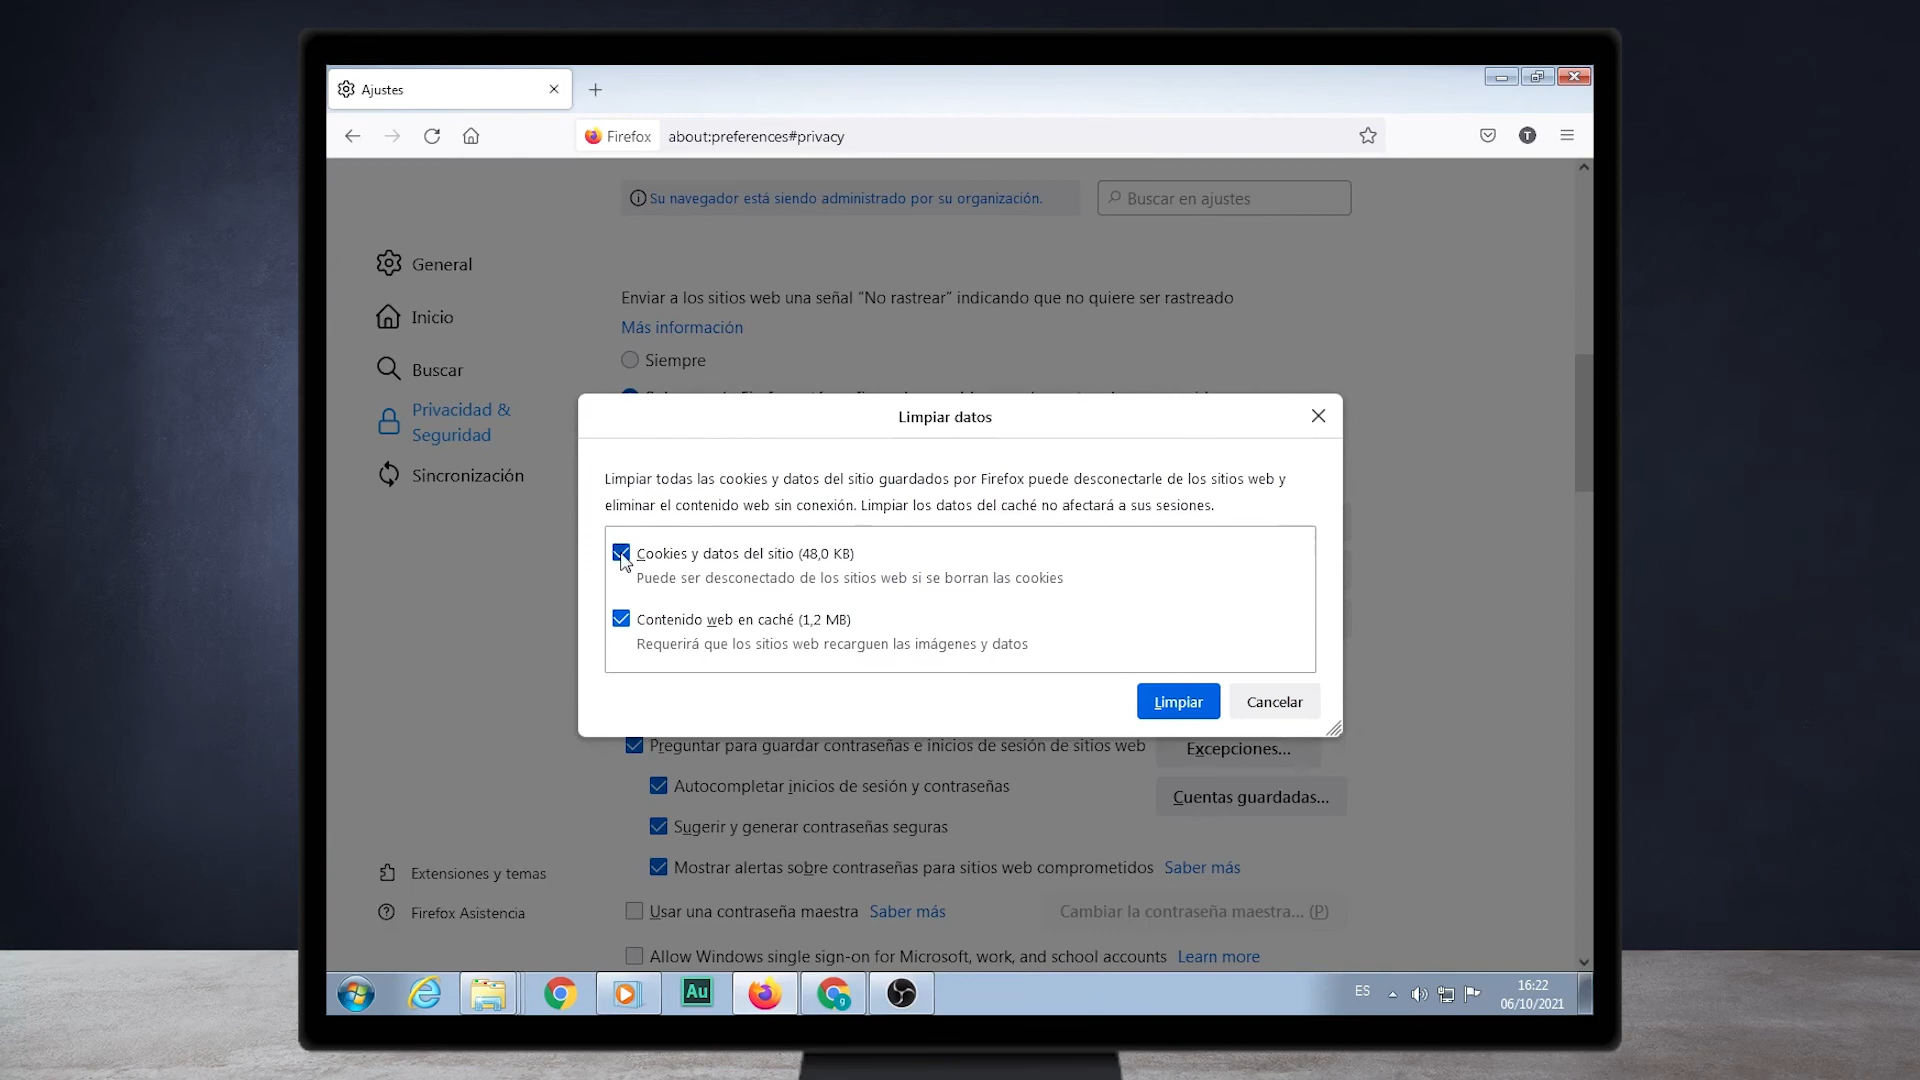 Ajustes
Firefox
about:preferences#privacy
T
Su navegador está siendo administrado por su organización.
Buscar en ajustes
General
Inicio
Buscar
Privacidad &
Seguridad
Sincronización
Extensiones y temas
Firefox Asistencia
Enviar a los sitios web una señal “No rastrear” indicando que no quiere ser rastreado
Más información
Siempre
Limpiar datos
Limpiar todas las cookies y datos del sitio guardados por Firefox puede desconectarle de los sitios web y
eliminar el contenido web sin conexión. Limpiar los datos del caché no afectará a sus sesiones.
Cookies y datos del sitio (48,0 KB)
Puede ser desconectado de los sitios web si se borran las cookies
Contenido web en caché (1,2 MB)
Requerirá que los sitios web recarguen las imágenes y datos
Limpiar
Cancelar
Preguntar para guardar contraseñas e inicios de sesión de sitios web
Excepciones...
Autocompletar inicios de sesión y contraseñas
Cuentas guardadas...
Sugerir y generar contraseñas seguras
Mostrar alertas sobre contraseñas para sitios web comprometidos Saber más
Usar una contraseña maestra Saber más
Cambiar la contraseña maestra... (P)
Allow Windows single sign-on for Microsoft, work, and school accounts Learn more
Au
g
ES
16:22
06/10/2021